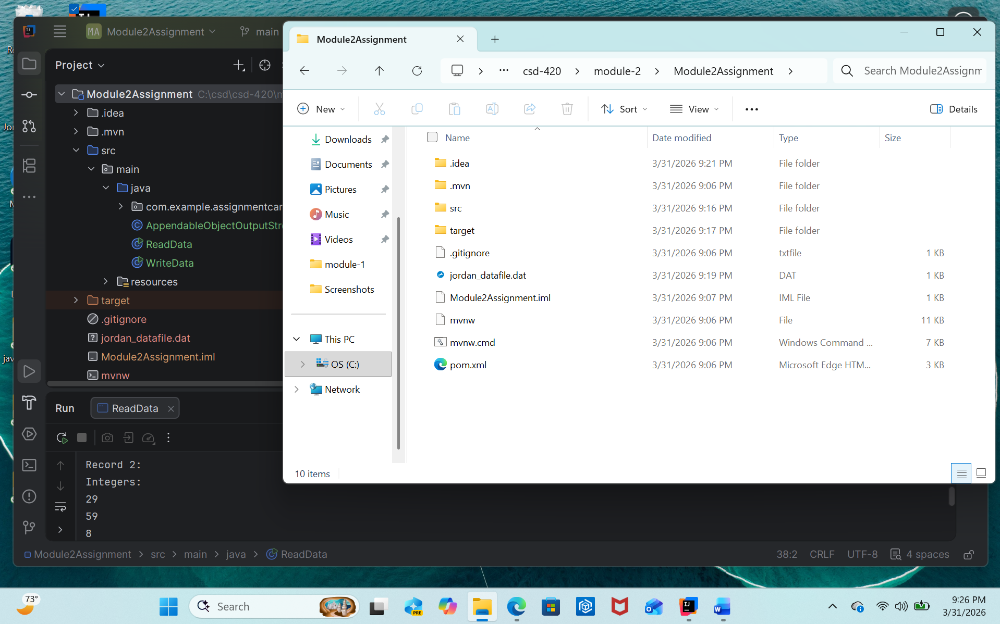 MA Module2Assignment
main
Project
Module2Assignment C:\csd\csd-420\m
.idea
.mvn
src
main
java
com.example.assignmentcar
AppendableObjectOutputStr
ReadData
WriteData
resources
target
.gitignore
jordan_datafile.dat
Module2Assignment.iml
mvnw
Run
ReadData
Record 2:
Integers:
29
59
8
Module2Assignment > src > main > java > ReadData
38:2 CRLF UTF-8 4 spaces
Module2Assignment
csd-420 > module-2 > Module2Assignment >
Search Module2Assignm
New
Sort
View
Details
Downloads
Documents
Pictures
Music
Videos
module-1
Screenshots
This PC
OS (C:)
Network
Name Date modified Type Size
.idea 3/31/2026 9:21 PM File folder
.mvn 3/31/2026 9:06 PM File folder
src 3/31/2026 9:16 PM File folder
target 3/31/2026 9:17 PM File folder
.gitignore 3/31/2026 9:06 PM txtfile 1 KB
jordan_datafile.dat 3/31/2026 9:19 PM DAT 1 KB
Module2Assignment.iml 3/31/2026 9:07 PM IML File 1 KB
mvnw 3/31/2026 9:06 PM File 11 KB
mvnw.cmd 3/31/2026 9:06 PM Windows Command ... 7 KB
pom.xml 3/31/2026 9:06 PM Microsoft Edge HTM... 3 KB
10 items
73°
Search
PRE
9:26 PM
3/31/2026